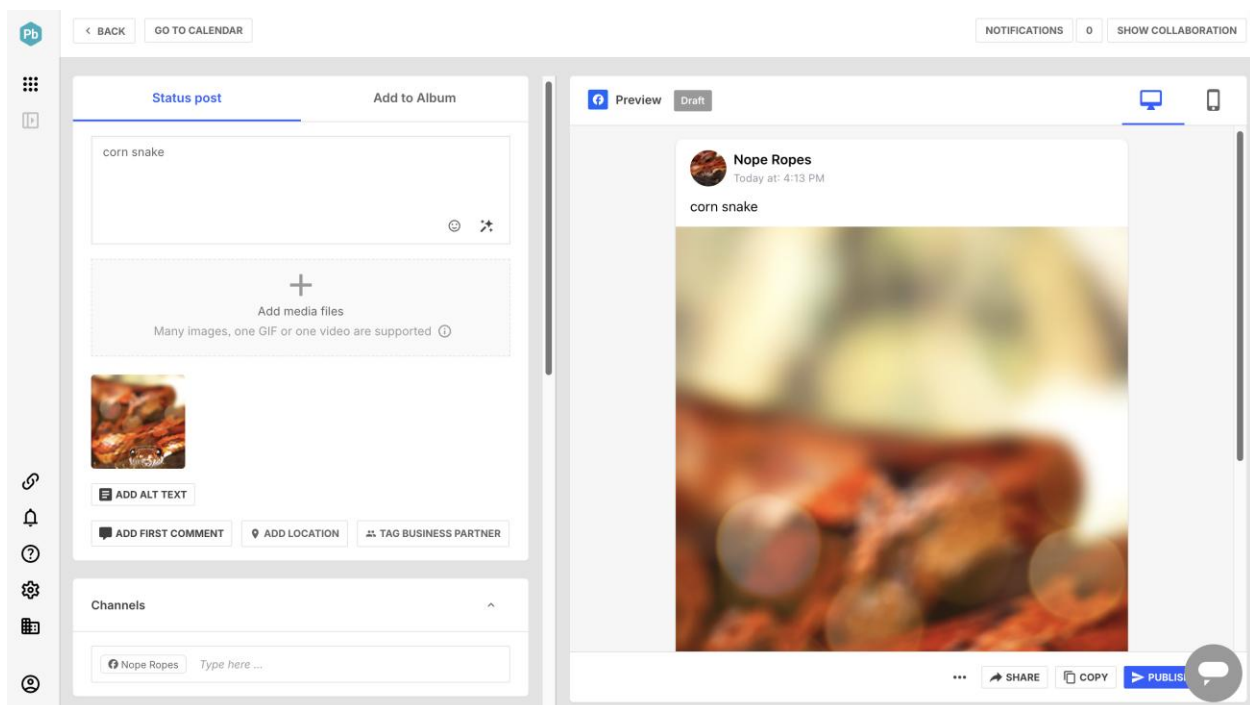 Pb
BACK
GO TO CALENDAR
NOTIFICATIONS
0
SHOW COLLABORATION
Status post
Add to Album
corn snake
Add media files
Many images, one GIF or one video are supported
ADD ALT TEXT
ADD FIRST COMMENT
ADD LOCATION
TAG BUSINESS PARTNER
Channels
Nope Ropes
Type here ...
Preview
Draft
Nope Ropes
Today at: 4:13 PM
corn snake
SHARE
COPY